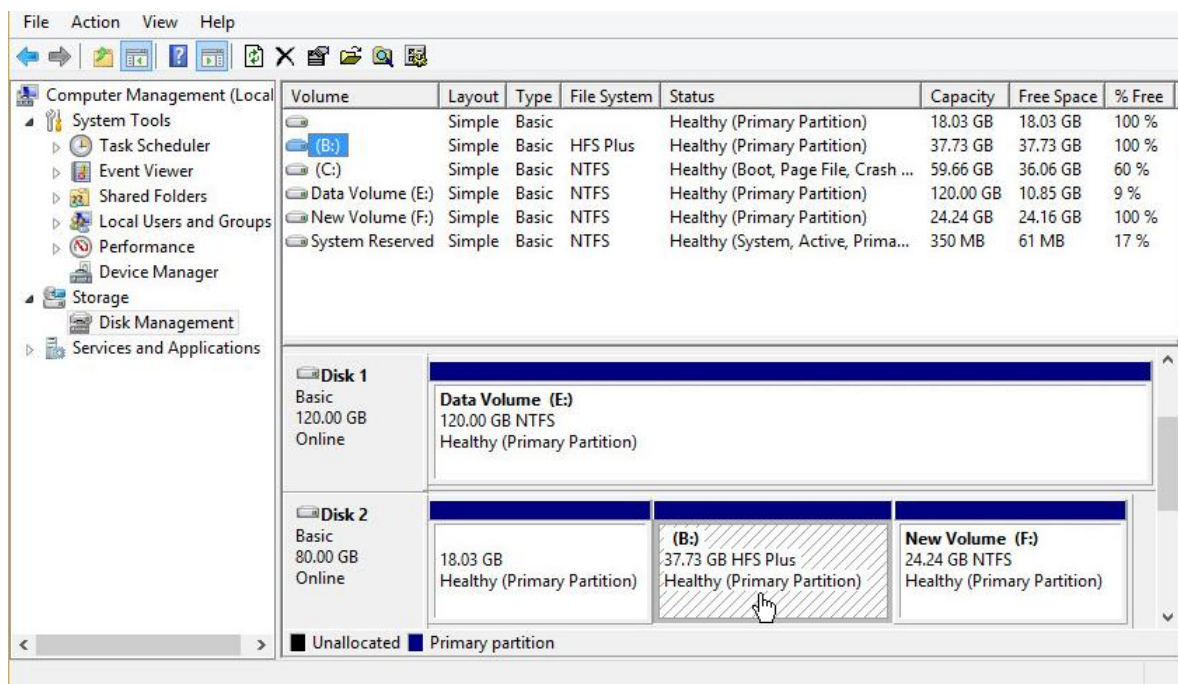 File Action View Help
Computer Management (Local
System Tools
Task Scheduler
Event Viewer
Shared Folders
Local Users and Groups
Performance
Device Manager
Storage
Disk Management
Services and Applications
Volume Layout Type File System Status Capacity Free Space % Free
Simple Basic Healthy (Primary Partition) 18.03 GB 18.03 GB 100 %
(B:) Simple Basic HFS Plus Healthy (Primary Partition) 37.73 GB 37.73 GB 100 %
(C:) Simple Basic NTFS Healthy (Boot, Page File, Crash ... 59.66 GB 36.06 GB 60 %
Data Volume (E:) Simple Basic NTFS Healthy (Primary Partition) 120.00 GB 10.85 GB 9 %
New Volume (F:) Simple Basic NTFS Healthy (Primary Partition) 24.24 GB 24.16 GB 100 %
System Reserved Simple Basic NTFS Healthy (System, Active, Prima... 350 MB 61 MB 17 %
Disk 1
Basic
120.00 GB
Online
Data Volume (E:)
120.00 GB NTFS
Healthy (Primary Partition)
Disk 2
Basic
80.00 GB
Online
18.03 GB
Healthy (Primary Partition)
(B:)
37.73 GB HFS Plus
Healthy (Primary Partition)
New Volume (F:)
24.24 GB NTFS
Healthy (Primary Partition)
Unallocated Primary partition